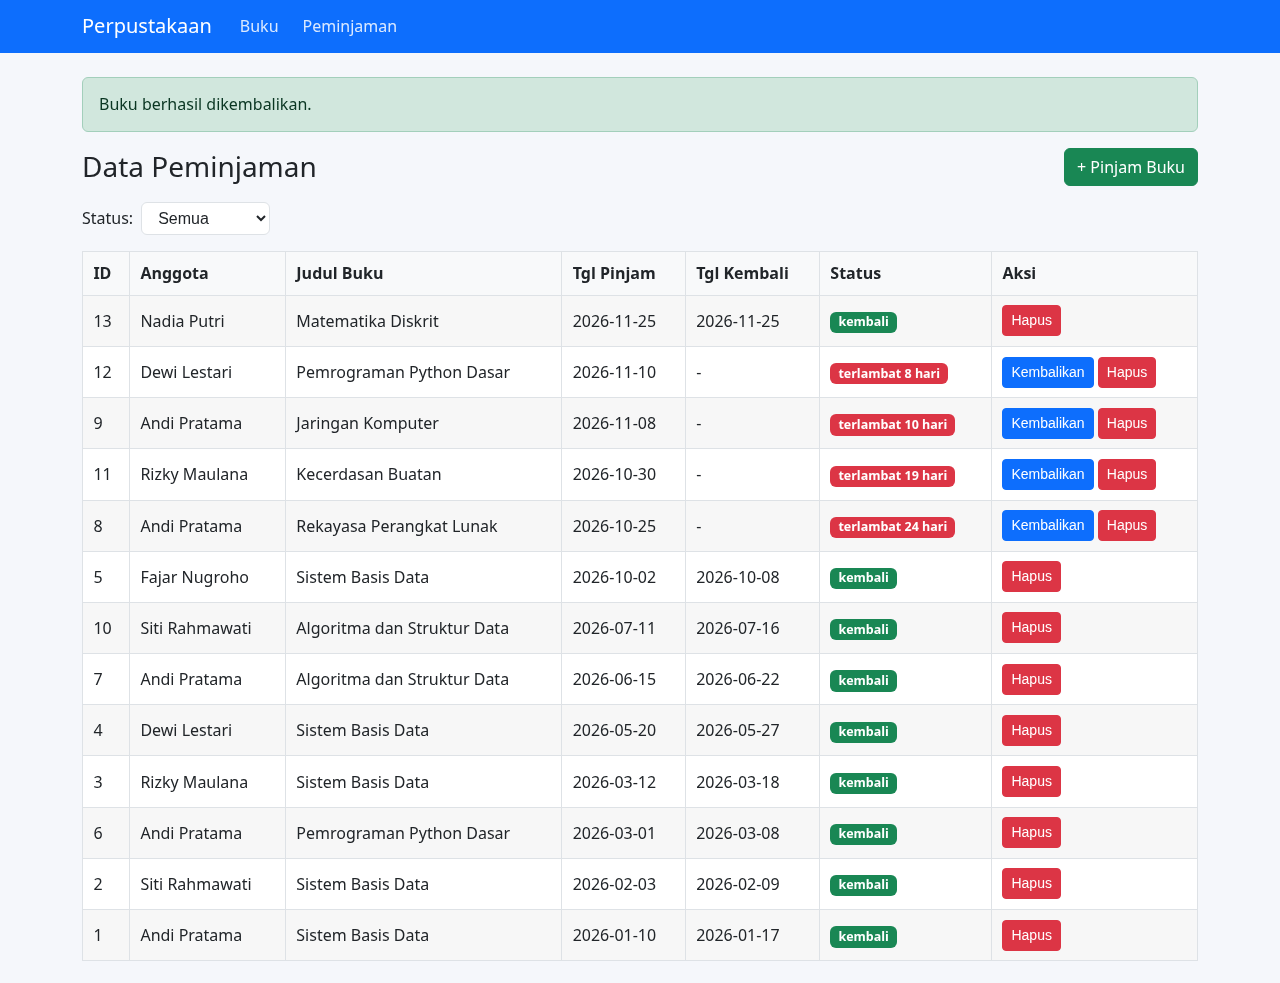 Perpustakaan Buku Peminjaman
Buku berhasil dikembalikan.
Data Peminjaman + Pinjam Buku
Status: Semua
ID Anggota Judul Buku Tgl Pinjam Tgl Kembali Status Aksi
13 Nadia Putri Matematika Diskrit 2026-11-25 2026-11-25 kembali Hapus
12 Dewi Lestari Pemrograman Python Dasar 2026-11-10 - terlambat 8 hari Kembalikan Hapus
9 Andi Pratama Jaringan Komputer 2026-11-08 - terlambat 10 hari Kembalikan Hapus
11 Rizky Maulana Kecerdasan Buatan 2026-10-30 - terlambat 19 hari Kembalikan Hapus
8 Andi Pratama Rekayasa Perangkat Lunak 2026-10-25 - terlambat 24 hari Kembalikan Hapus
5 Fajar Nugroho Sistem Basis Data 2026-10-02 2026-10-08 kembali Hapus
10 Siti Rahmawati Algoritma dan Struktur Data 2026-07-11 2026-07-16 kembali Hapus
7 Andi Pratama Algoritma dan Struktur Data 2026-06-15 2026-06-22 kembali Hapus
4 Dewi Lestari Sistem Basis Data 2026-05-20 2026-05-27 kembali Hapus
3 Rizky Maulana Sistem Basis Data 2026-03-12 2026-03-18 kembali Hapus
6 Andi Pratama Pemrograman Python Dasar 2026-03-01 2026-03-08 kembali Hapus
2 Siti Rahmawati Sistem Basis Data 2026-02-03 2026-02-09 kembali Hapus
1 Andi Pratama Sistem Basis Data 2026-01-10 2026-01-17 kembali Hapus